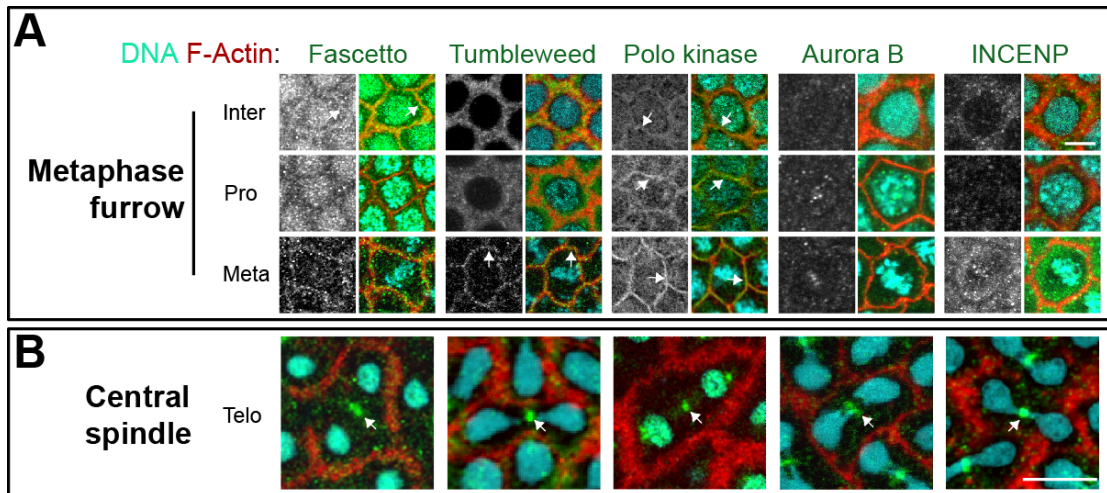 A
DNA F-Actin: Fascetto Tumbleweed Polo kinase Aurora B INCENP
Inter
Metaphase
furrow
Pro
Meta
B
Central
spindle
Telo